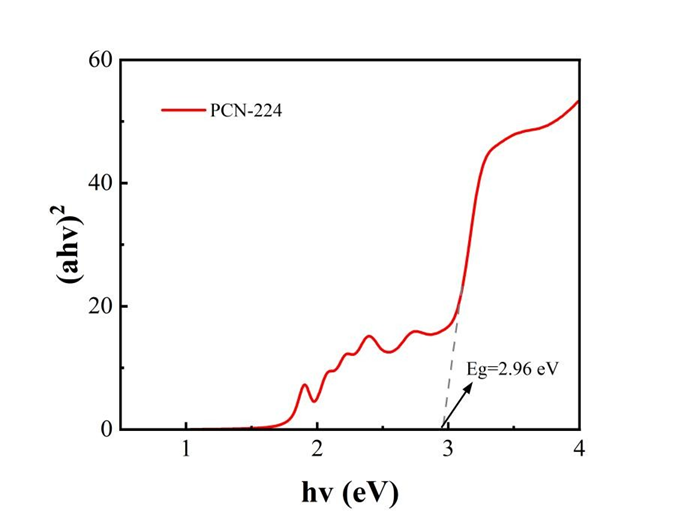 60
PCN-224
40
(ahv)²
20
Eg=2.96 eV
0
1 2 3 4
hv (eV)